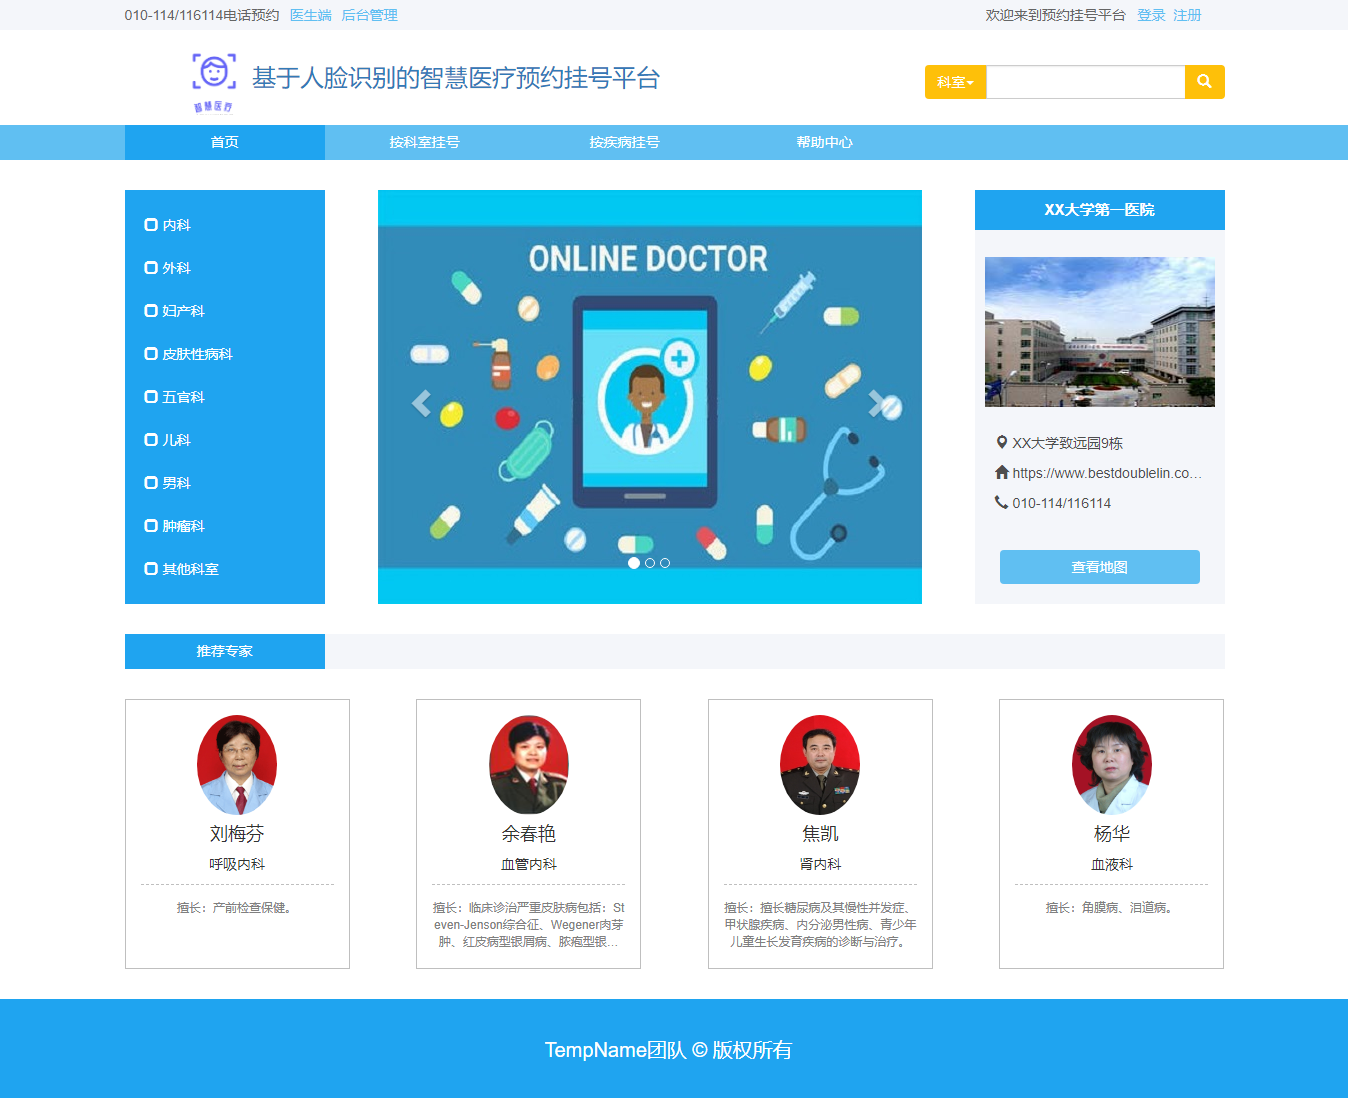 010-114/116114电话预约 医生端 后台管理
欢迎来到预约挂号平台 登录 注册
智慧医疗
基于人脸识别的智慧医疗预约挂号平台
科室
首页 按科室挂号 按疾病挂号 帮助中心
内科
外科
妇产科
皮肤性病科
五官科
儿科
男科
肿瘤科
其他科室
ONLINE DOCTOR
XX大学第一医院
XX大学致远园9栋
https://www.bestdoublelin.co...
010-114/116114
查看地图
推荐专家
刘梅芬
呼吸内科
擅长：产前检查保健。
余春艳
血管内科
擅长：临床诊治严重皮肤病包括：St
even-Jenson综合征、Wegener肉芽
肿、红皮病型银屑病、脓疱型银...
焦凯
肾内科
擅长：擅长糖尿病及其慢性并发症、
甲状腺疾病、内分泌男性病、青少年
儿童生长发育疾病的诊断与治疗。
杨华
血液科
擅长：角膜病、泪道病。
TempName团队 © 版权所有